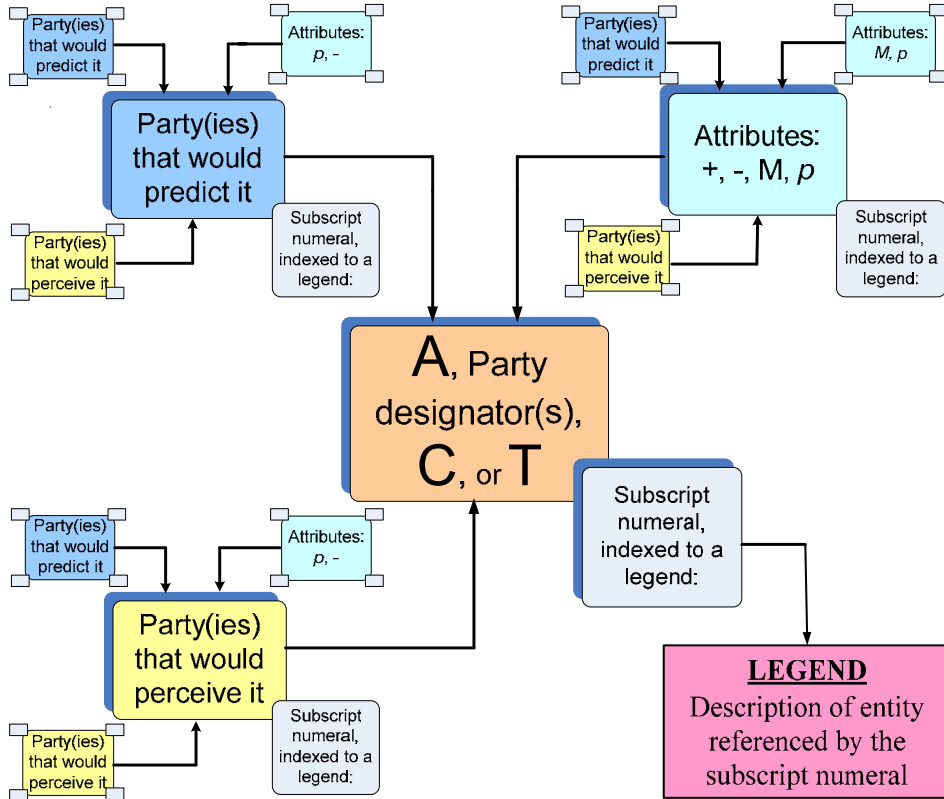 Party(ies)
that would
predict it
Attributes:
p, -
Party(ies)
that would
predict it
Party(ies)
that would
perceive it
Subscript
numeral,
indexed to a
legend:
Party(ies)
that would
predict it
Attributes:
M, p
Attributes:
+, -, M, p
Party(ies)
that would
perceive it
Subscript
numeral,
indexed to a
legend:
A, Party
designator(s),
C, or T
Subscript
numeral,
indexed to a
legend:
Party(ies)
that would
predict it
Attributes:
p, -
Party(ies)
that would
perceive it
Party(ies)
that would
perceive it
Subscript
numeral,
indexed to a
legend:
LEGEND
Description of entity
referenced by the
subscript numeral